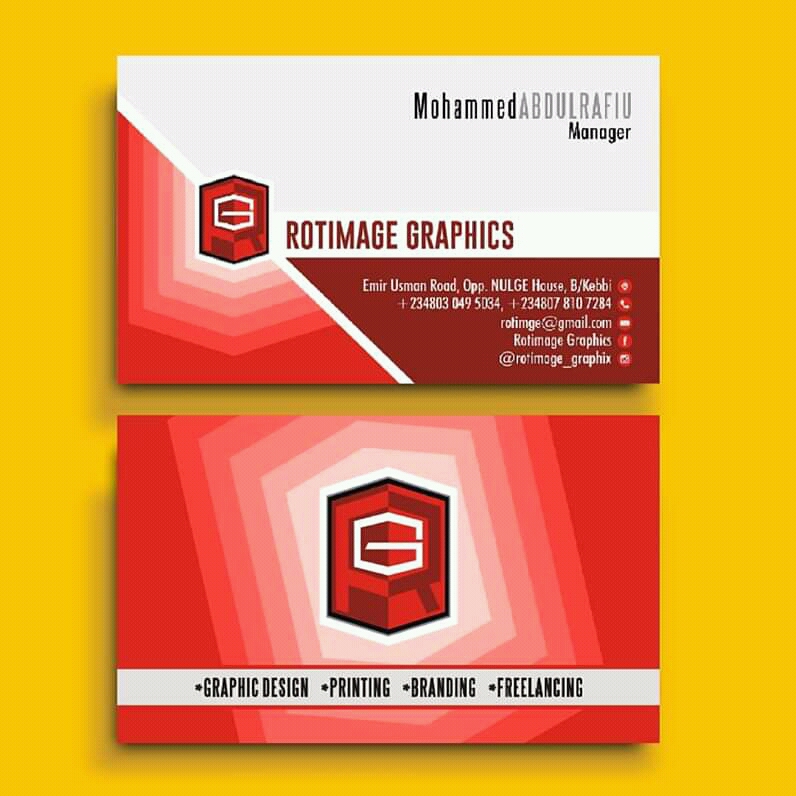 MohammedABDULRAFIU
Manager
ROTIMAGE GRAPHICS
Emir Usman Road, Opp. NULGE House, B/Kebbi
+234803 049 5034, +234807 810 7284
rotimge@gmail.com
Rotimage Graphics
@rotimage_graphix
*GRAPHIC DESIGN *PRINTING *BRANDING *FREELANCING